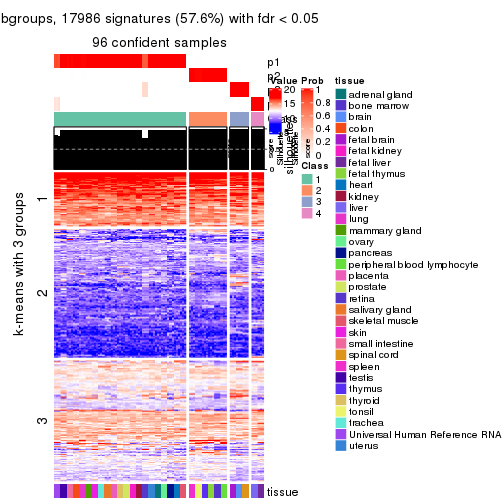 bgroups, 17986 signatures (57.6%) with fdr < 0.05
96 confident samples
p1
p2
Value
Prob
tissue
20
15
10
5
0
1
0.8
0.6
0.4
0.2
0
Class
1
2
3
4
silhouette
score
1
2
3
k-means with 3 groups
adrenal gland
bone marrow
brain
colon
fetal brain
fetal kidney
fetal liver
fetal thymus
heart
kidney
liver
lung
mammary gland
ovary
pancreas
peripheral blood lymphocyte
placenta
prostate
retina
salivary gland
skeletal muscle
skin
small intestine
spinal cord
spleen
testis
thymus
thyroid
tonsil
trachea
Universal Human Reference RNA
uterus
tissue